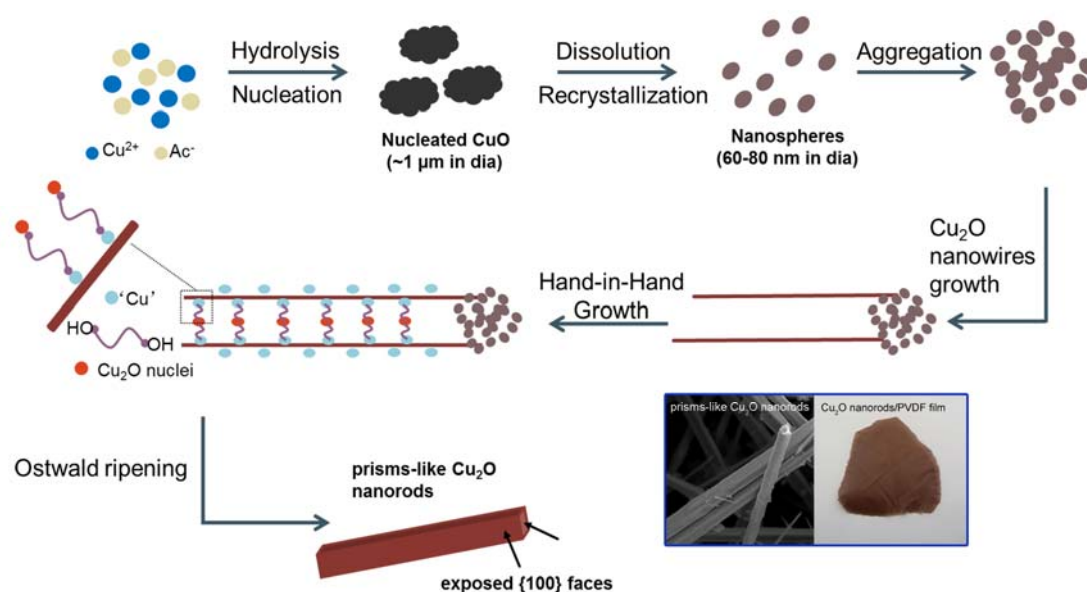 Hydrolysis
Nucleation
Dissolution
Recrystallization
Aggregation
Cu²⁺
Ac⁻
Nucleated CuO
(~1 µm in dia)
Nanospheres
(60-80 nm in dia)
Cu₂O
nanowires
growth
Hand-in-Hand
Growth
'Cu'
HO
OH
Cu₂O nuclei
prisms-like Cu₂O nanorods
Cu₂O nanorods/PVDF film
Ostwald ripening
prisms-like Cu₂O
nanorods
exposed {100} faces